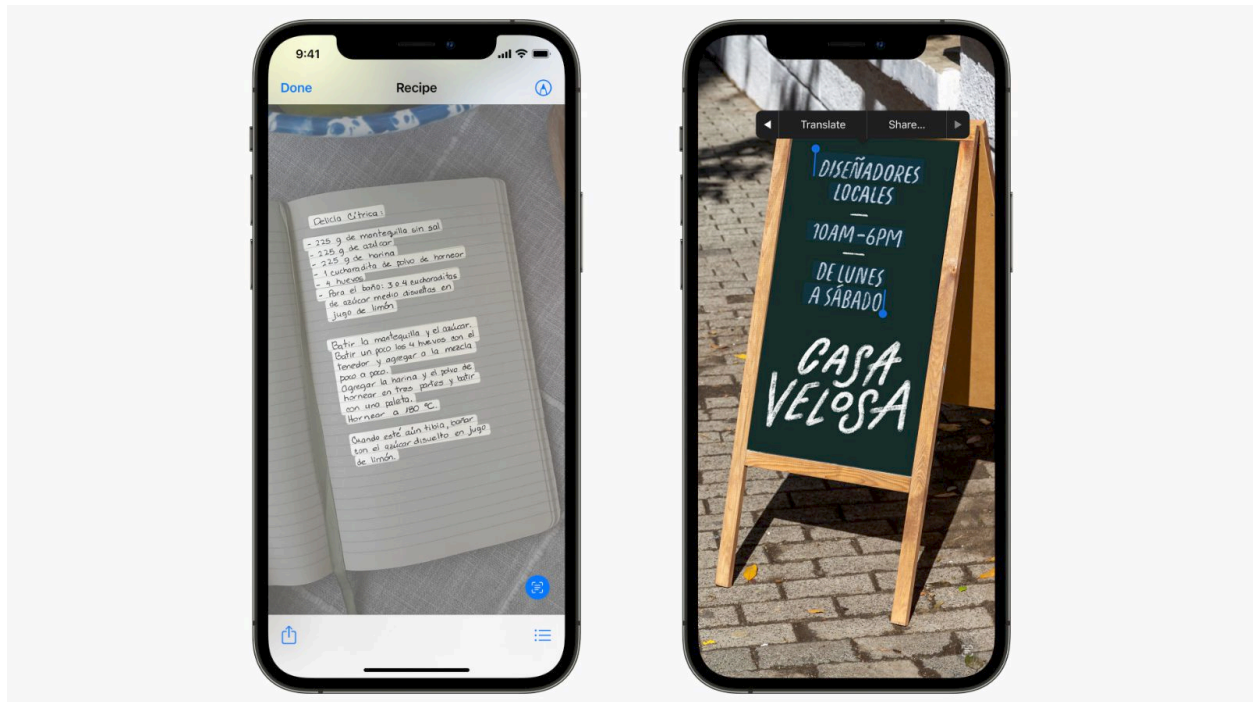 9:41
Done
Recipe
Delicia Cítrica:
- 225 g de mantequilla sin sal
- 225 g de azúcar
- 225 g de harina
- 1 cucharadita de polvo de hornear
- 4 huevos
- Para el baño: 3 o 4 cucharaditas
de azúcar medio disueltas en
jugo de limón
Batir la mantequilla y el azúcar.
Batir un poco los 4 huevos con el
tenedor y agregar a la mezcla
poco a poco.
Agregar la harina y el polvo de
hornear en tres partes y batir
con una paleta.
Hornear a 180 °C.
Cuando esté aún tibia, bañar
con el azúcar disuelto en jugo
de limón.
Translate
Share...
DISEÑADORES
LOCALES
10AM-6PM
DE LUNES
A SÁBADO
CASA
VELOSA